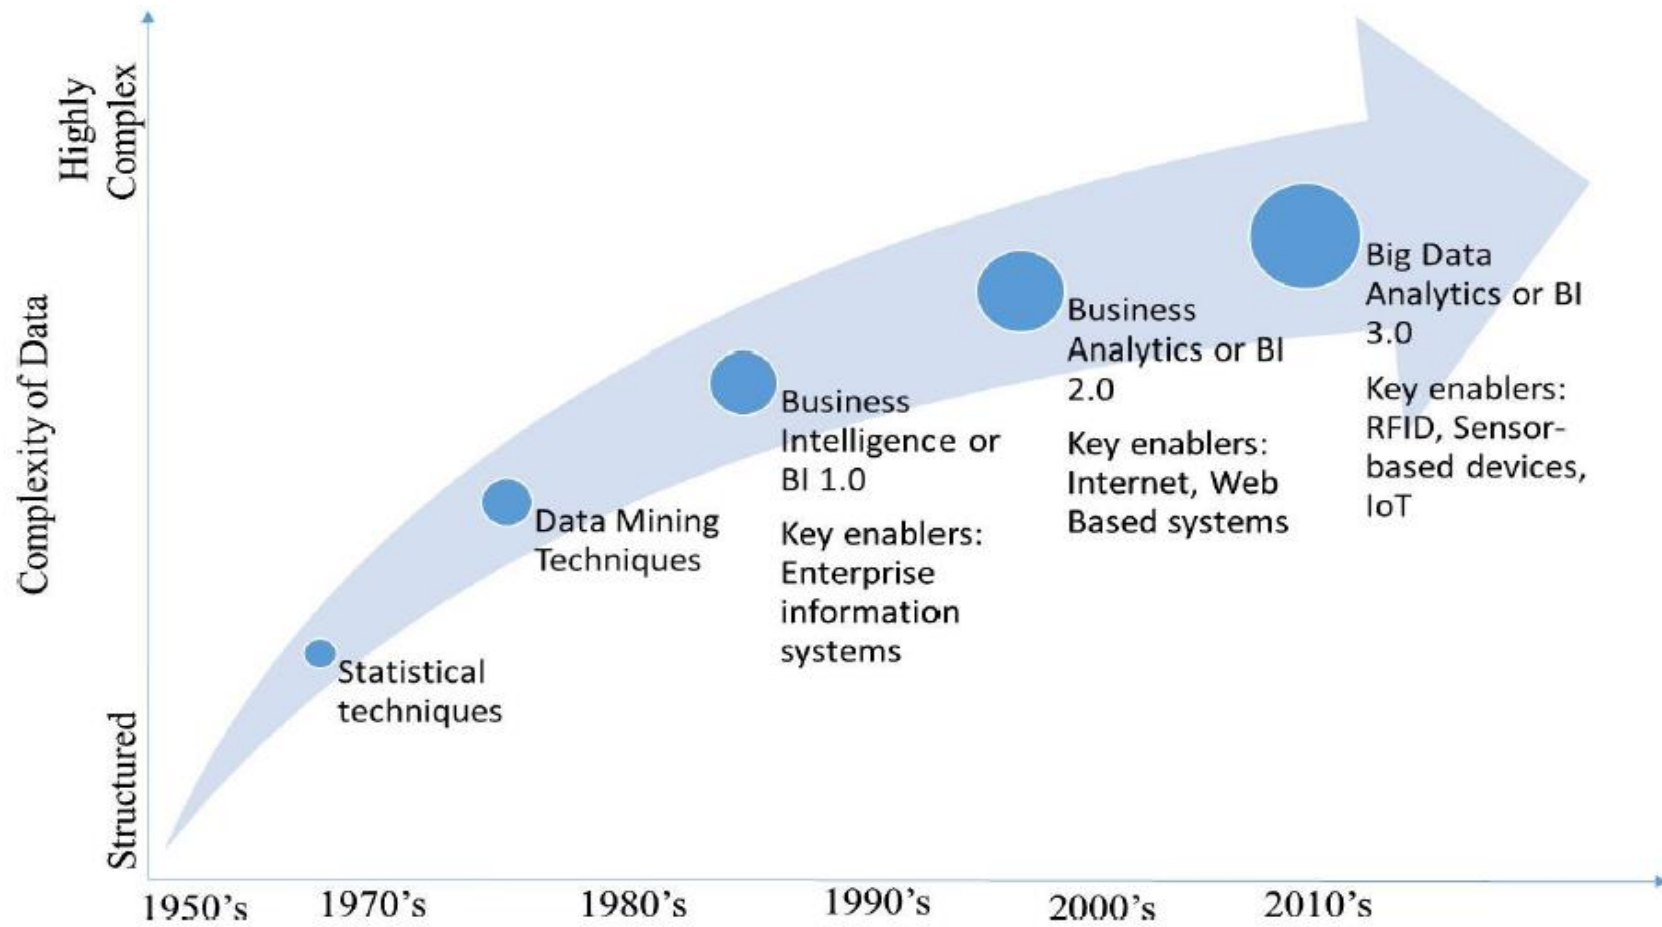 Highly
Complex
Complexity of Data
Structured
Statistical
techniques
Data Mining
Techniques
Business
Intelligence or
BI 1.0
Key enablers:
Enterprise
information
systems
Business
Analytics or BI
2.0
Key enablers:
Internet, Web
Based systems
Big Data
Analytics or BI
3.0
Key enablers:
RFID, Sensor-
based devices,
IoT
1950’s
1970’s
1980’s
1990’s
2000’s
2010’s